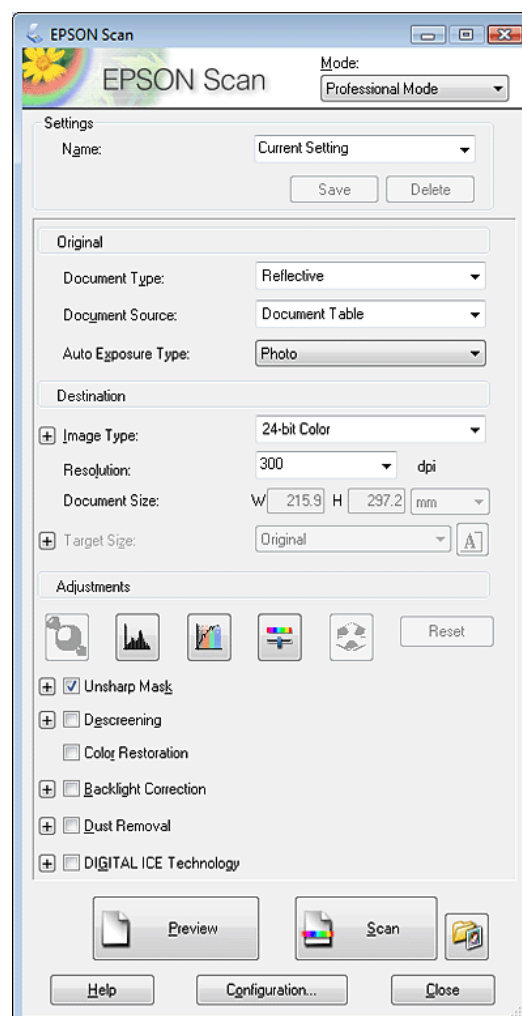 EPSON Scan
EPSON Scan
Mode:
Professional Mode
Settings
Name:
Current Setting
Save
Delete
Original
Document Type:
Reflective
Document Source:
Document Table
Auto Exposure Type:
Photo
Destination
Image Type:
24-bit Color
Resolution:
300
dpi
Document Size:
W 215.9 H 297.2 mm
Target Size:
Original
A
Adjustments
Reset
Unsharp Mask
Descreening
Color Restoration
Backlight Correction
Dust Removal
DIGITAL ICE Technology
Preview
Scan
Help
Configuration...
Close